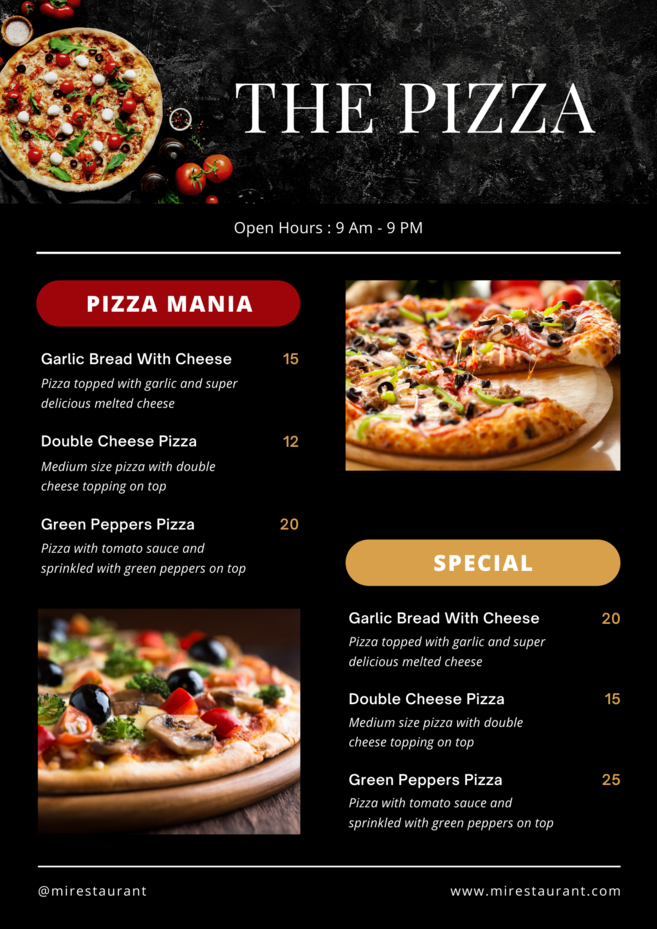 THE PIZZA
Open Hours : 9 Am - 9 PM
PIZZA MANIA
Garlic Bread With Cheese 15
Pizza topped with garlic and super
delicious melted cheese
Double Cheese Pizza 12
Medium size pizza with double
cheese topping on top
Green Peppers Pizza 20
Pizza with tomato sauce and
sprinkled with green peppers on top
SPECIAL
Garlic Bread With Cheese 20
Pizza topped with garlic and super
delicious melted cheese
Double Cheese Pizza 15
Medium size pizza with double
cheese topping on top
Green Peppers Pizza 25
Pizza with tomato sauce and
sprinkled with green peppers on top
@mirestaurant
www.mirestaurant.com